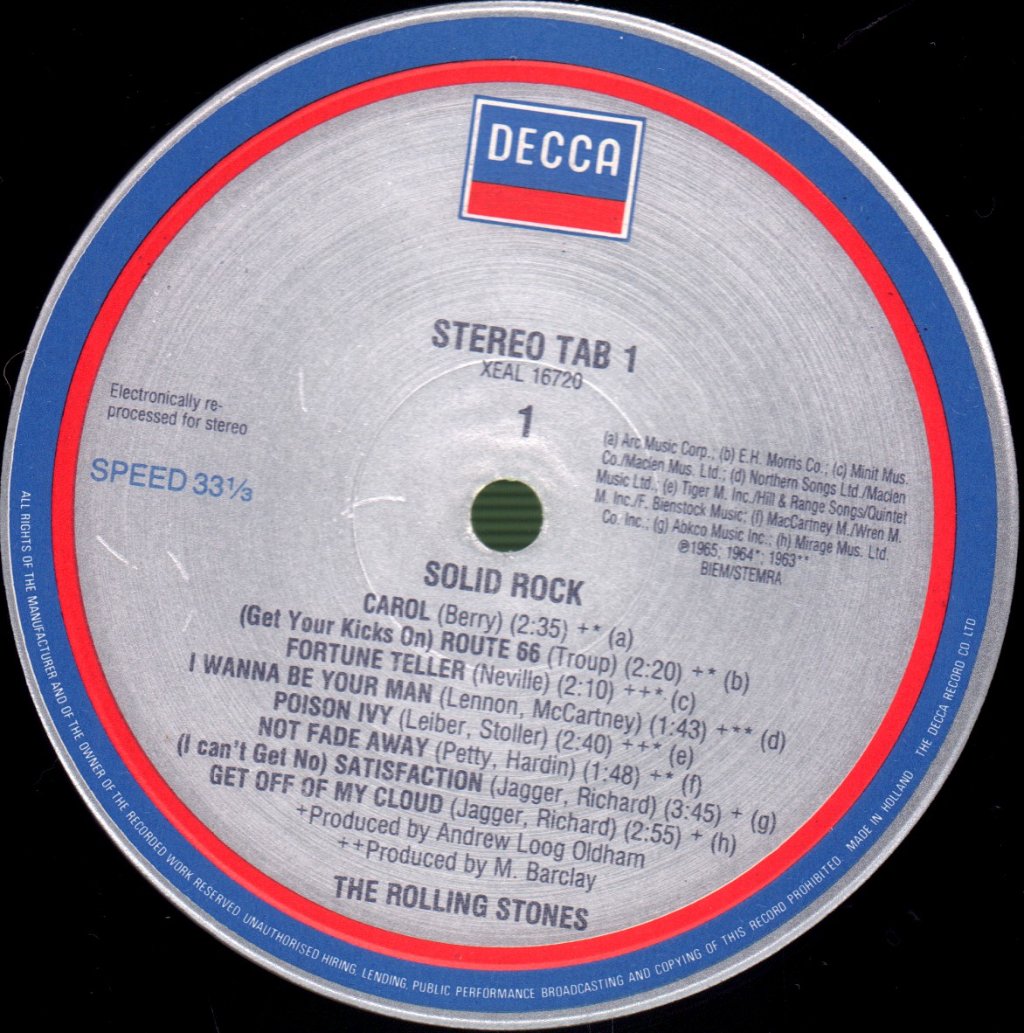 DECCA
STEREO TAB 1
XEAL 16720
1
Electronically re-
processed for stereo
SPEED 33⅓
(a) Arc Music Corp.; (b) E.H. Morris Co.; (c) Minit Mus.
Co./Maclen Mus. Ltd.; (d) Northern Songs Ltd./Maclen
Music Ltd.; (e) Tiger M. Inc./Hill & Range Songs/Quintet
M. Inc./F. Bienstock Music; (f) MacCartney M./Wren M.
Co. Inc.; (g) Abkco Music Inc.; (h) Mirage Mus. Ltd.
℗1965; 1964*; 1963**
BIEM/STEMRA
SOLID ROCK
CAROL (Berry) (2:35) +* (a)
(Get Your Kicks On) ROUTE 66 (Troup) (2:20) +* (b)
FORTUNE TELLER (Neville) (2:10) +** (c)
I WANNA BE YOUR MAN (Lennon, McCartney) (1:43) +** (d)
POISON IVY (Leiber, Stoller) (2:40) ++* (e)
NOT FADE AWAY (Petty, Hardin) (1:48) +* (f)
(I can't Get No) SATISFACTION (Jagger, Richard) (3:45) + (g)
GET OFF OF MY CLOUD (Jagger, Richard) (2:55) + (h)
+Produced by Andrew Loog Oldham
++Produced by M. Barclay
THE ROLLING STONES
ALL RIGHTS OF THE MANUFACTURER AND OF THE OWNER OF THE RECORDED WORK RESERVED. UNAUTHORISED HIRING, LENDING, PUBLIC PERFORMANCE BROADCASTING AND COPYING OF THIS RECORD PROHIBITED MADE IN HOLLAND THE DECCA RECORD CO LTD